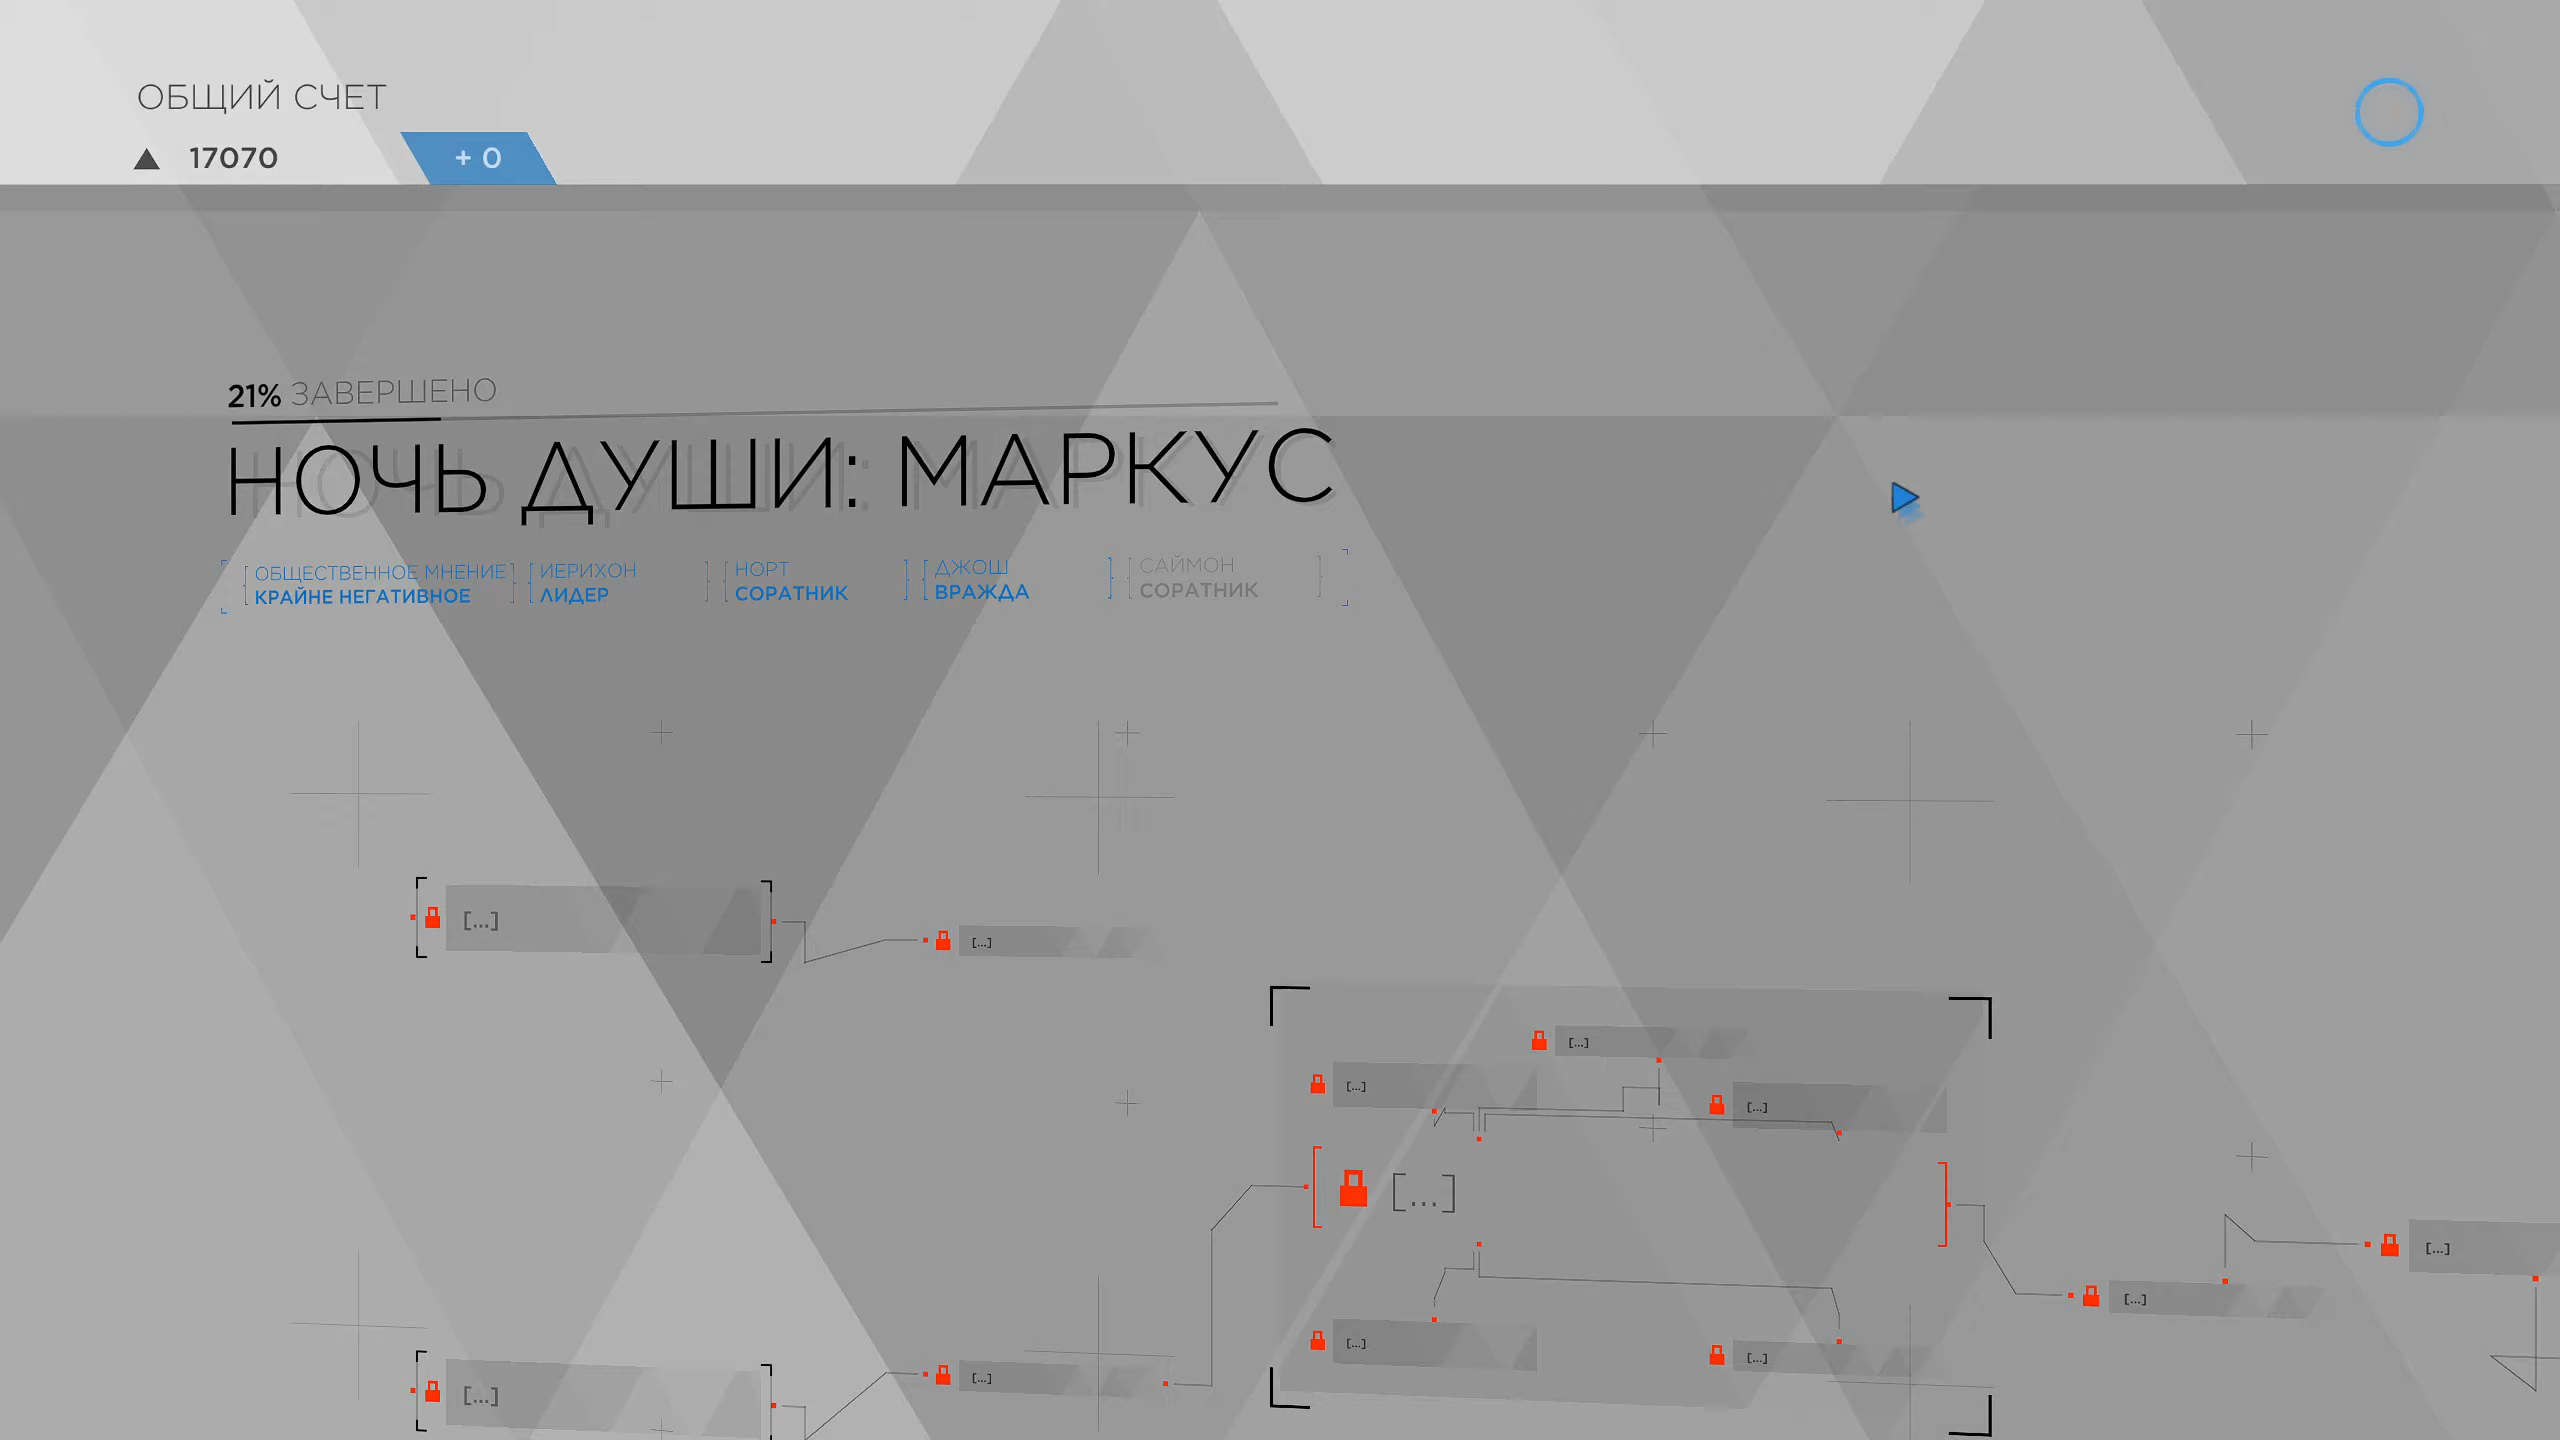 ОБЩИЙ СЧЕТ
17070
+ 0
21% ЗАВЕРШЕНО
НОЧЬ ДУШИ: МАРКУС
ОБЩЕСТВЕННОЕ МНЕНИЕ
КРАЙНЕ НЕГАТИВНОЕ
ИЕРИХОН
ЛИДЕР
НОРТ
СОРАТНИК
ДЖОШ
ВРАЖДА
САЙМОН
СОРАТНИК
[...]
[...]
[...]
[...]
[...]
[...]
[...]
[...]
[...]
[...]
[...]
[...]